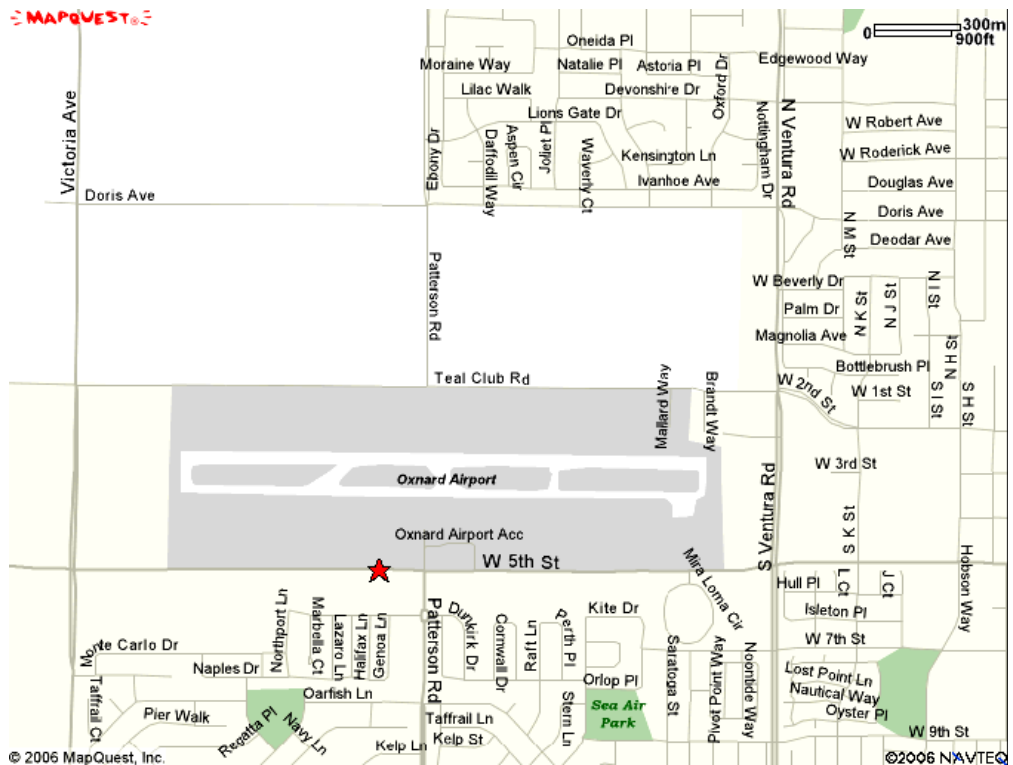 MAPQUEST
300m
0
900ft
Oneida Pl
Edgewood Way
Moraine Way
Natalie Pl
Astoria Pl
Lilac Walk
Devonshire Dr
Oxford Dr
Victoria Ave
Lions Gate Dr
Nottingham Dr
N Ventura Rd
W Robert Ave
Ebony Dr
Daffodil Way
Aspen Cir
Joliet Pl
Waverly Ct
Kensington Ln
W Roderick Ave
Ivanhoe Ave
Douglas Ave
Doris Ave
Doris Ave
N M St
Deodar Ave
Patterson Rd
W Beverly Dr
N K St
N J St
N I St
Palm Dr
Magnolia Ave
N H St
Bottlebrush Pl
Teal Club Rd
Mallard Way
Brandt Way
W 2nd St
W 1st St
S I St
S H St
W 3rd St
Oxnard Airport
S Ventura Rd
S K St
Oxnard Airport Acc
W 5th St
Mira Loma Cir
Hobson Way
Hull Pl
L Ct
J Ct
Northport Ln
Marbella Ct
Lazaro Ln
Halifax Ln
Genoa Ln
Patterson Rd
Dunkirk Dr
Cornwall Dr
Raft Ln
Perth Pl
Kite Dr
Isleton Pl
Monte Carlo Dr
W 7th St
Naples Dr
Saratoga St
Pivot Point Way
Noontide Way
Lost Point Ln
Taffrail Ct
Oarfish Ln
Orlop Pl
Nautical Way
Pier Walk
Regatta Pl
Navy Ln
Taffrail Ln
Stern Ln
Sea Air
Park
Oyster Pl
Kelp Ln
Kelp St
W 9th St
© 2006 MapQuest, Inc.
©2006 NAVTEQ